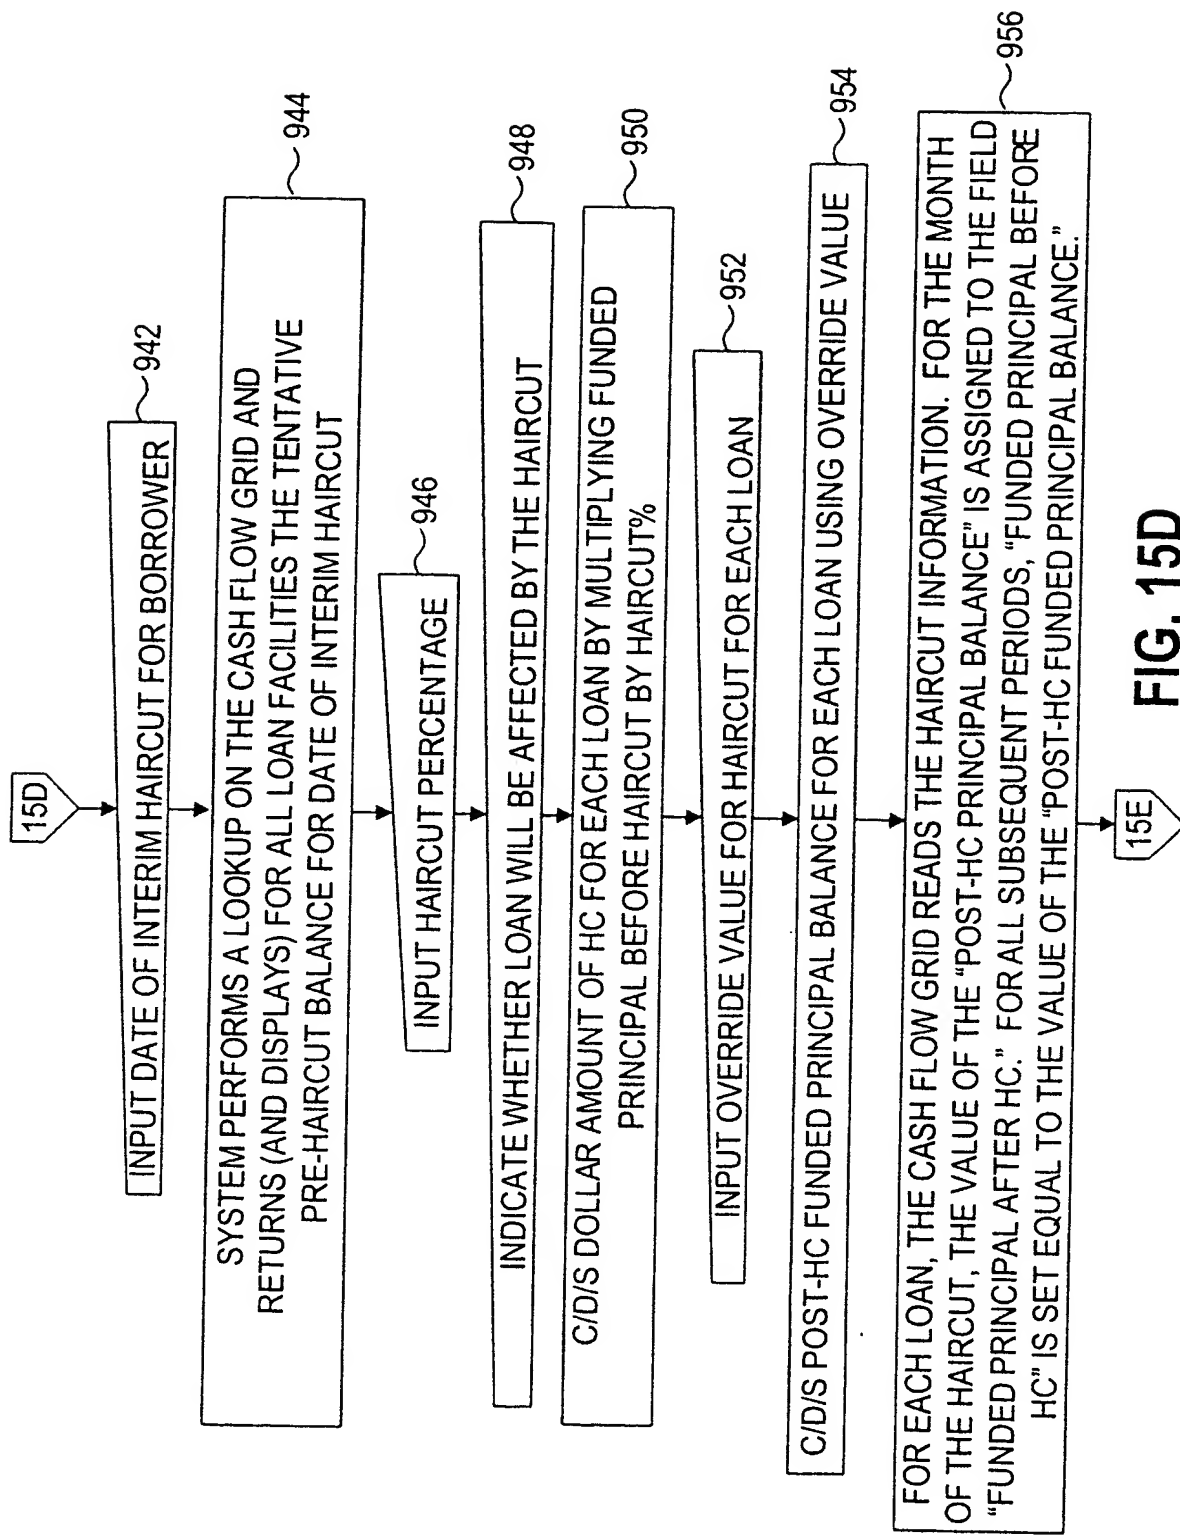 15D
INPUT DATE OF INTERIM HAIRCUT FOR BORROWER
942
SYSTEM PERFORMS A LOOKUP ON THE CASH FLOW GRID AND
RETURNS (AND DISPLAYS) FOR ALL LOAN FACILITIES THE TENTATIVE
PRE-HAIRCUT BALANCE FOR DATE OF INTERIM HAIRCUT
944
INPUT HAIRCUT PERCENTAGE
946
INDICATE WHETHER LOAN WILL BE AFFECTED BY THE HAIRCUT
948
C/D/S DOLLAR AMOUNT OF HC FOR EACH LOAN BY MULTIPLYING FUNDED
PRINCIPAL BEFORE HAIRCUT BY HAIRCUT%
950
INPUT OVERRIDE VALUE FOR HAIRCUT FOR EACH LOAN
952
C/D/S POST-HC FUNDED PRINCIPAL BALANCE FOR EACH LOAN USING OVERRIDE VALUE
954
FOR EACH LOAN, THE CASH FLOW GRID READS THE HAIRCUT INFORMATION. FOR THE MONTH
OF THE HAIRCUT, THE VALUE OF THE “POST-HC PRINCIPAL BALANCE” IS ASSIGNED TO THE FIELD
“FUNDED PRINCIPAL AFTER HC.” FOR ALL SUBSEQUENT PERIODS, “FUNDED PRINCIPAL BEFORE
HC” IS SET EQUAL TO THE VALUE OF THE “POST-HC FUNDED PRINCIPAL BALANCE.”
956
15E
FIG. 15D